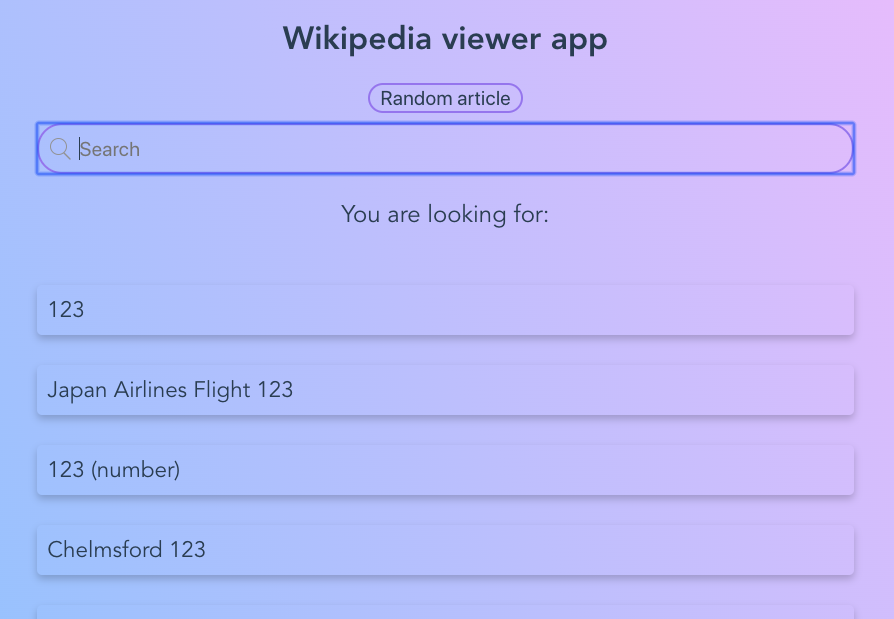 Wikipedia viewer app
Random article
Search
You are looking for:
123
Japan Airlines Flight 123
123 (number)
Chelmsford 123